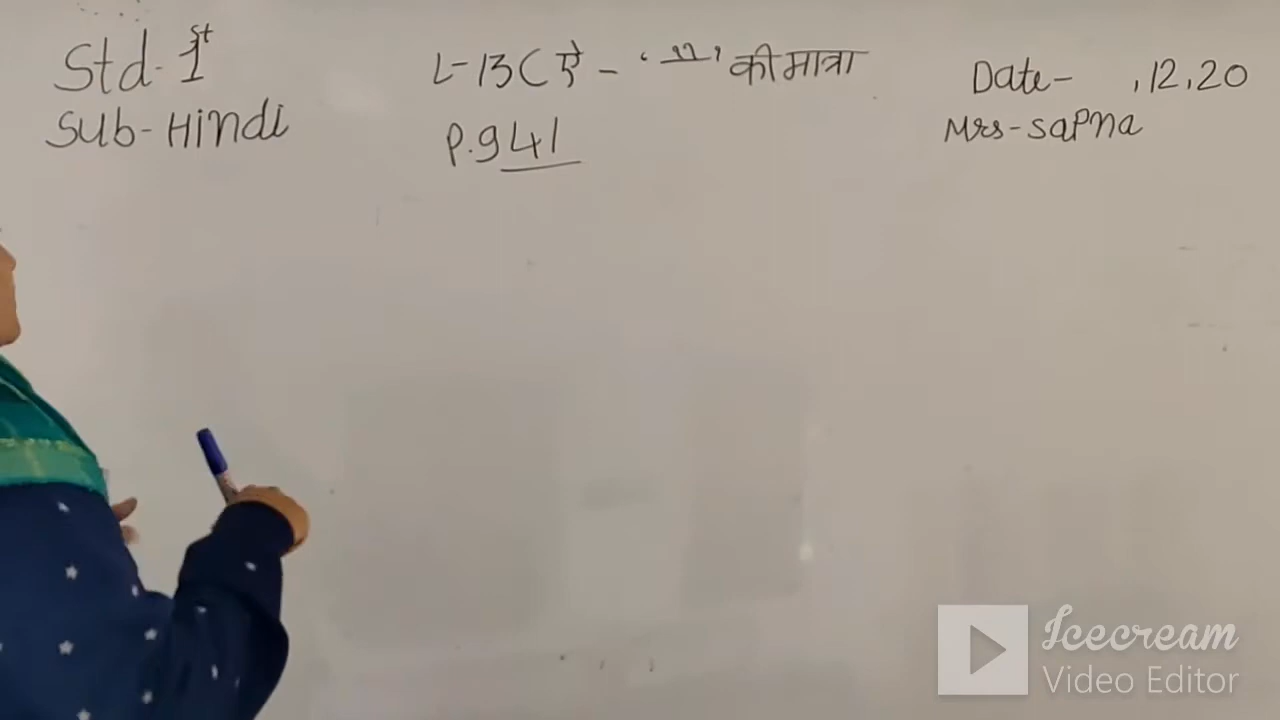 Std-1st
Sub-Hindi
L-13 ( ऐ - ' ै ' की मात्रा
P.g 41
Date- ,12,20
Mrs-Sapna
Icecream
Video Editor